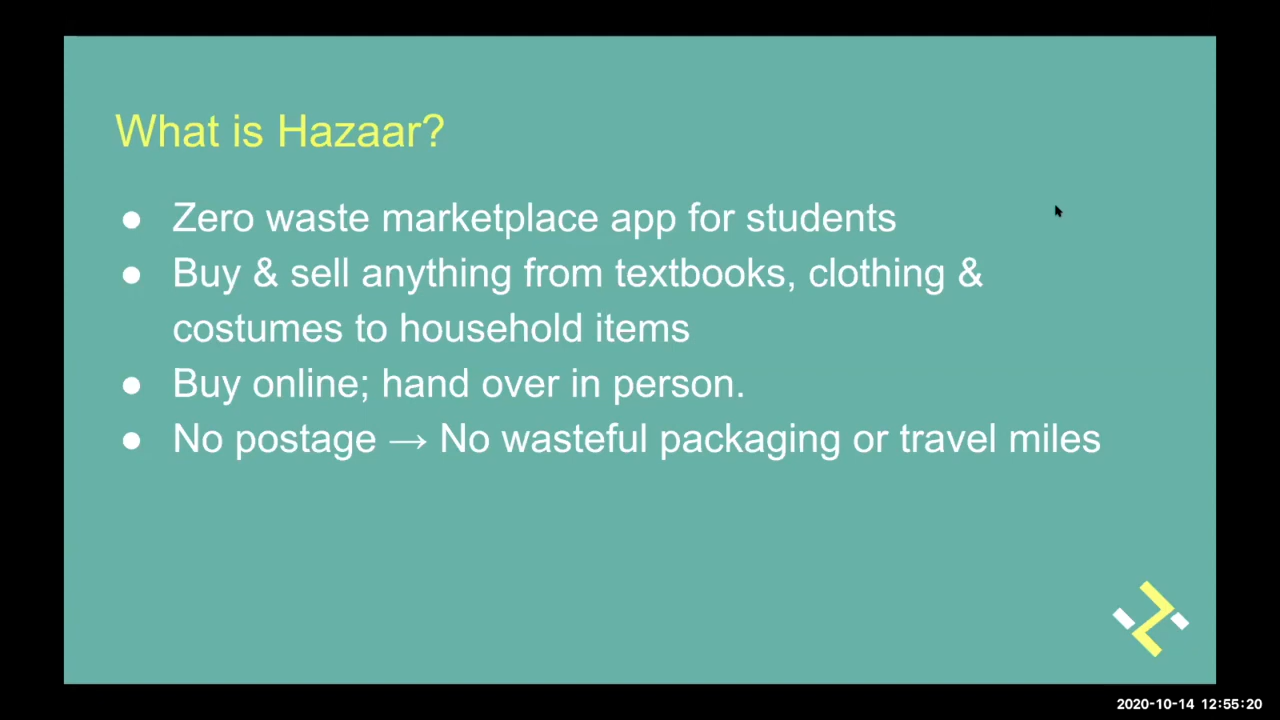 What is Hazaar?
● Zero waste marketplace app for students
● Buy & sell anything from textbooks, clothing &
costumes to household items
● Buy online; hand over in person.
● No postage → No wasteful packaging or travel miles
2020-10-14 12:55:20